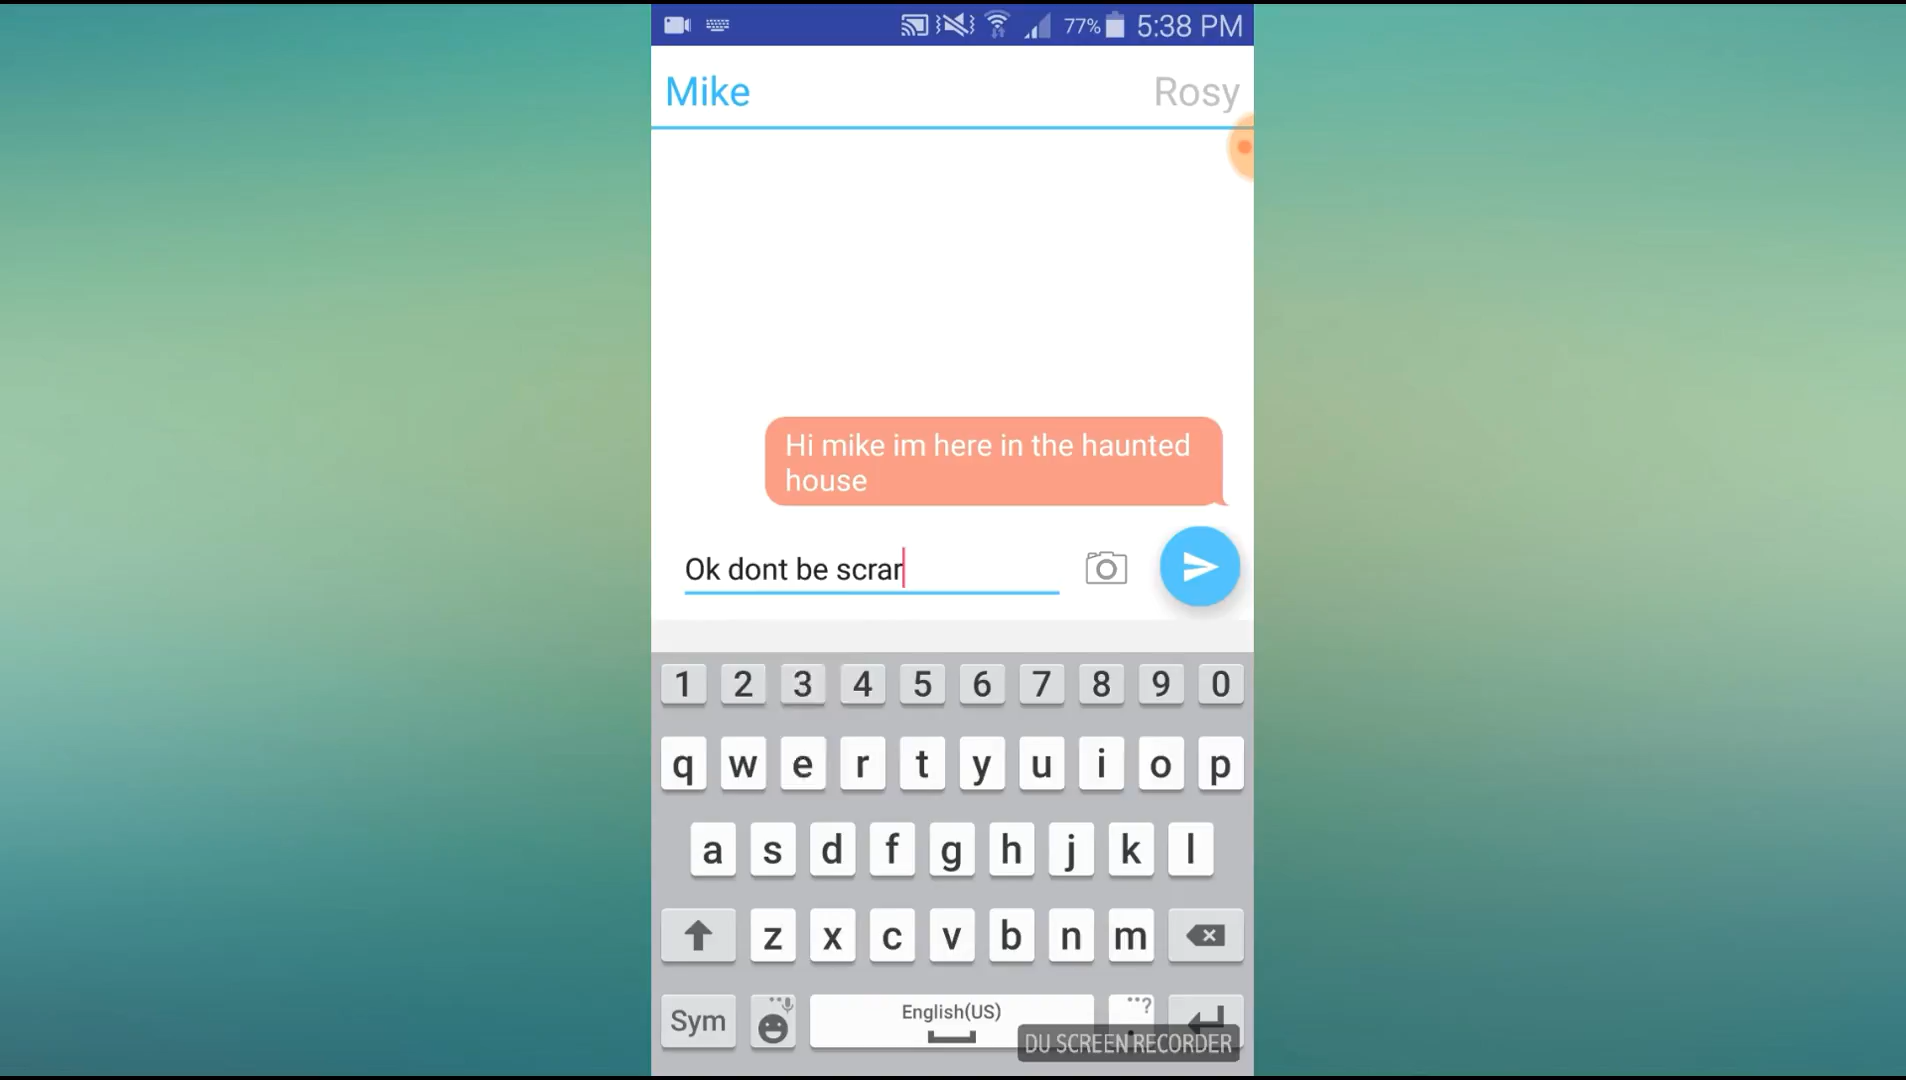 77% 5:38 PM
Mike Rosy
Hi mike im here in the haunted
house
Ok dont be scrar
1 2 3 4 5 6 7 8 9 0
q w e r t y u i o p
a s d f g h j k l
z x c v b n m
Sym English(US) ?
DU SCREEN RECORDER